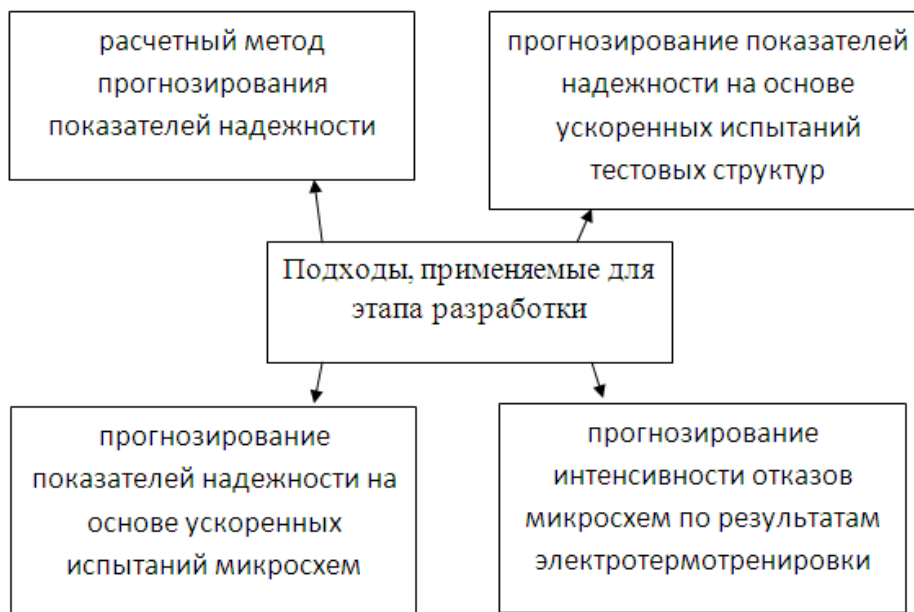 расчетный метод
прогнозирования
показателей надежности
прогнозирование показателей
надежности на основе
ускоренных испытаний
тестовых структур
Подходы, применяемые для
этапа разработки
прогнозирование
показателей надежности на
основе ускоренных
испытаний микросхем
прогнозирование
интенсивности отказов
микросхем по результатам
электротермотренировки